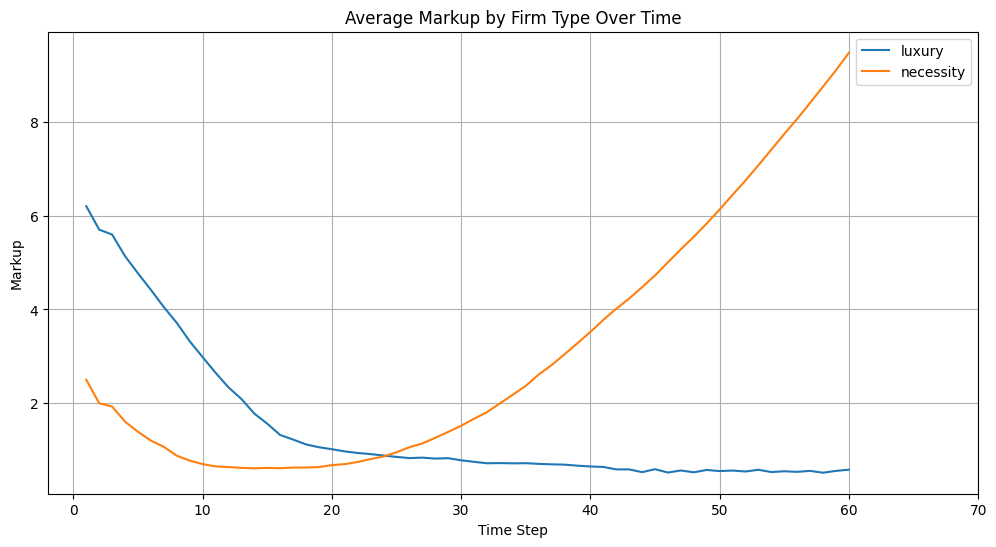 Average Markup by Firm Type Over Time
luxury
necessity
Markup
8
6
4
2
0 10 20 30 40 50 60 70
Time Step